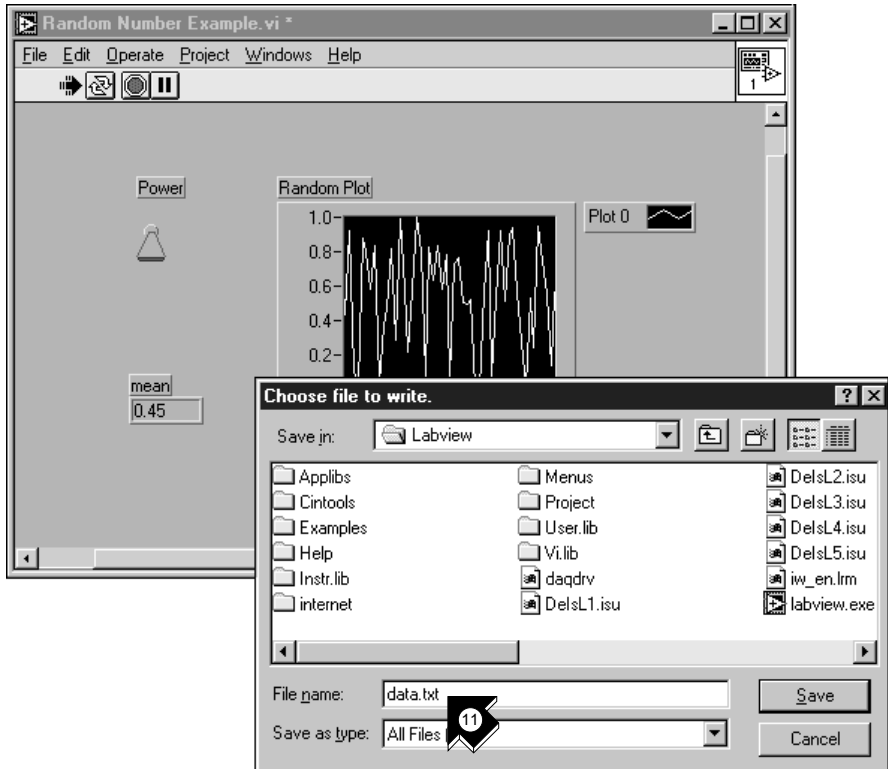 Random Number Example.vi *
File Edit Operate Project Windows Help
1
Power
Random Plot
Plot 0
1.0
0.8
0.6
0.4
0.2
mean
0.45
Choose file to write.
Save in: Labview
Applibs Menus DelsL2.isu
Cintools Project DelsL3.isu
Examples User.lib DelsL4.isu
Help Vi.lib DelsL5.isu
Instr.lib daqdrv iw_en.lrm
internet DelsL1.isu labview.exe
File name: data.txt Save
11
Save as type: All Files Cancel